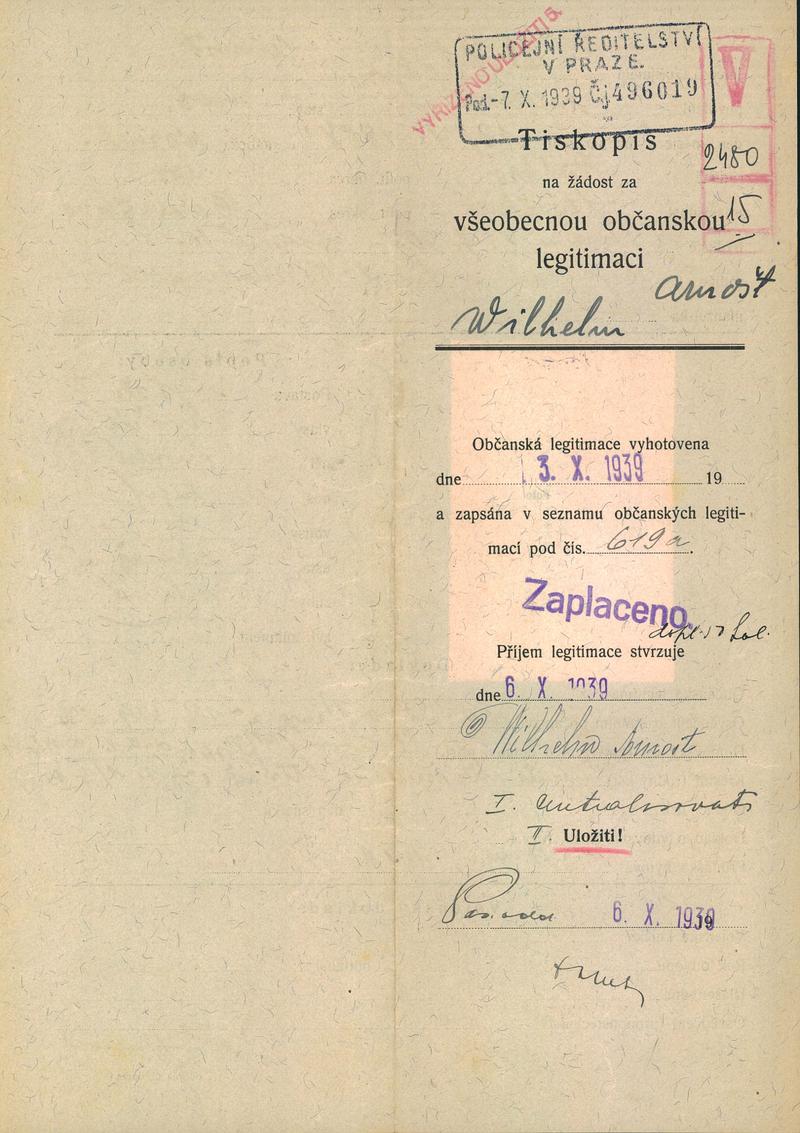 VYŘÍZENO ULOŽITI
POLICEJNÍ ŘEDITELSTVÍ
V PRAZE.
Pod. -7. X. 1939 Čj 496019
V
Tiskopis
2480
na žádost za
15
všeobecnou občanskou
legitimaci
Wilhelm Arnošt
Občanská legitimace vyhotovena
dne 3. X. 1939 19
a zapsána v seznamu občanských legiti-
mací pod čís. 619a.
Zaplaceno
Příjem legitimace stvrzuje
dne 6. X. 1939
Wilhelm Arnošt
I.
II. Uložiti!
6. X. 1939